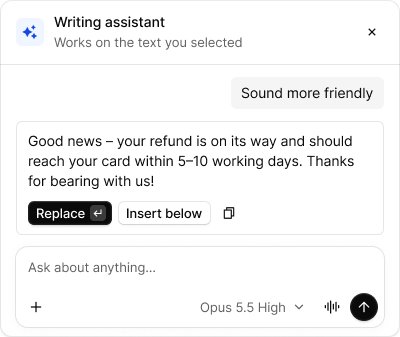 Writing assistant
Works on the text you selected
Sound more friendly
Good news – your refund is on its way and should
reach your card within 5–10 working days. Thanks
for bearing with us!
Replace ↵
Insert below
Ask about anything...
Opus 5.5 High